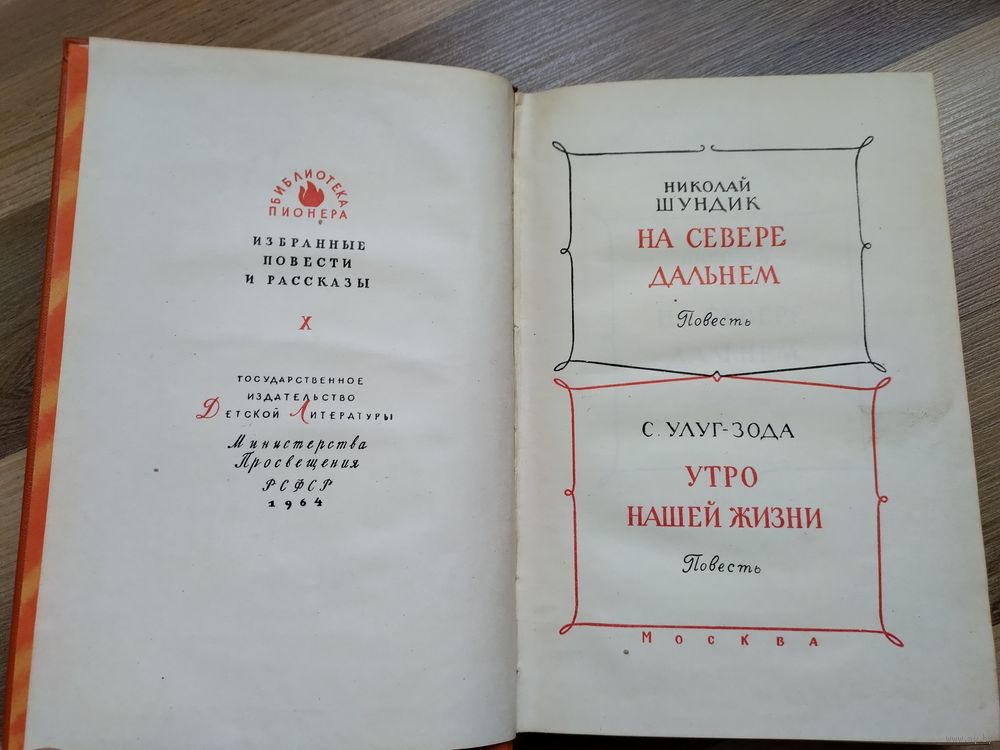 БИБЛИОТЕКА
ПИОНЕРА
ИЗБРАННЫЕ
ПОВЕСТИ
И РАССКАЗЫ
X
ГОСУДАРСТВЕННОЕ
ИЗДАТЕЛЬСТВО
ДЕТСКОЙ ЛИТЕРАТУРЫ
Министерства
Просвещения
РСФСР
1964
НИКОЛАЙ
ШУНДИК
НА СЕВЕРЕ
ДАЛЬНЕМ
Повесть
С. УЛУГ-ЗОДА
УТРО
НАШЕЙ ЖИЗНИ
Повесть
МОСКВА